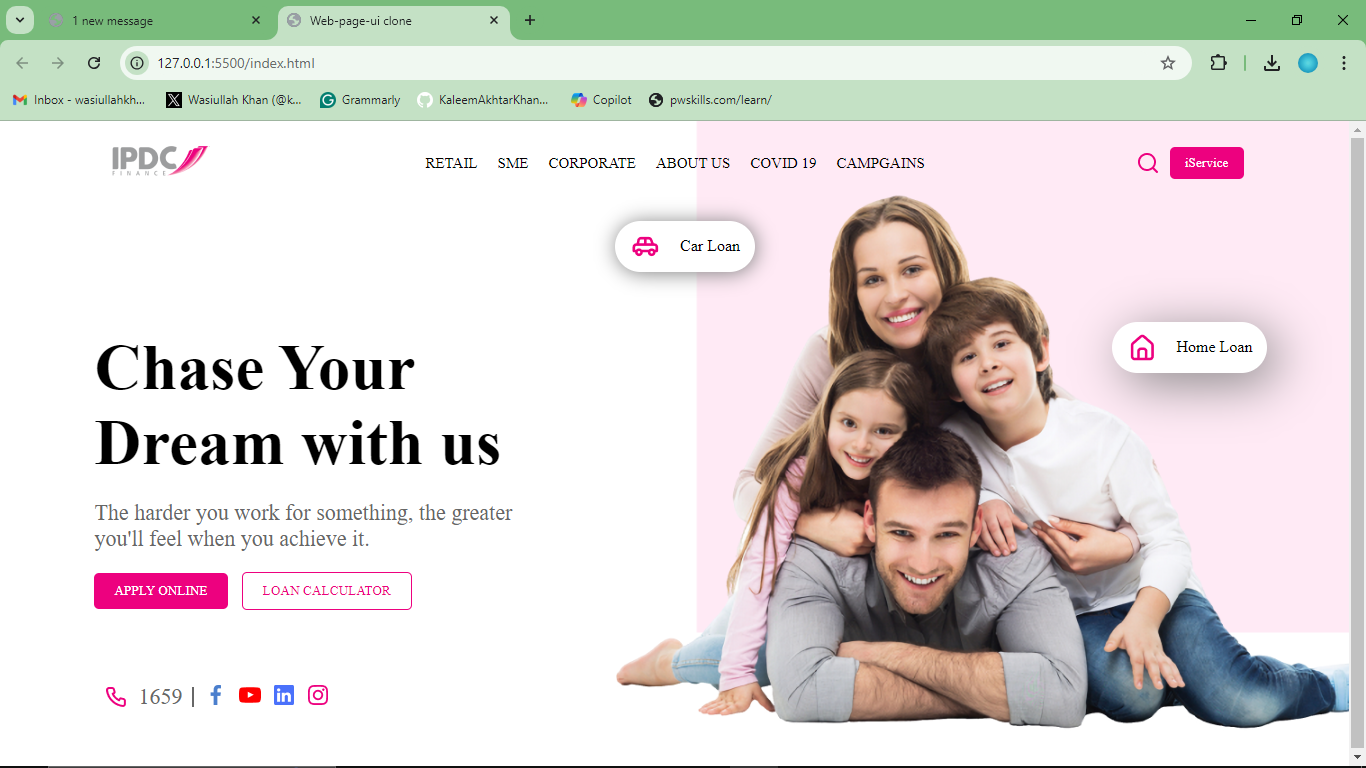 1 new message
Web-page-ui clone
127.0.0.1:5500/index.html
Inbox - wasiullahkh...
Wasiullah Khan (@k...
Grammarly
KaleemAkhtarKhan...
Copilot
pwskills.com/learn/
IPDC
FINANCE
RETAIL
SME
CORPORATE
ABOUT US
COVID 19
CAMPGAINS
iService
Car Loan
Home Loan
Chase Your
Dream with us
The harder you work for something, the greater
you'll feel when you achieve it.
APPLY ONLINE
LOAN CALCULATOR
1659 |